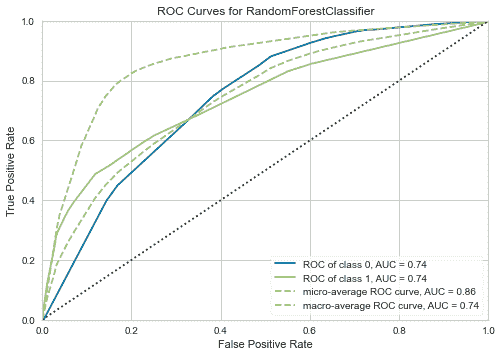 ROC Curves for RandomForestClassifier
True Positive Rate
1.0
0.8
0.6
0.4
0.2
0.0
ROC of class 0, AUC = 0.74
ROC of class 1, AUC = 0.74
micro-average ROC curve, AUC = 0.86
macro-average ROC curve, AUC = 0.74
0.0 0.2 0.4 0.6 0.8 1.0
False Positive Rate